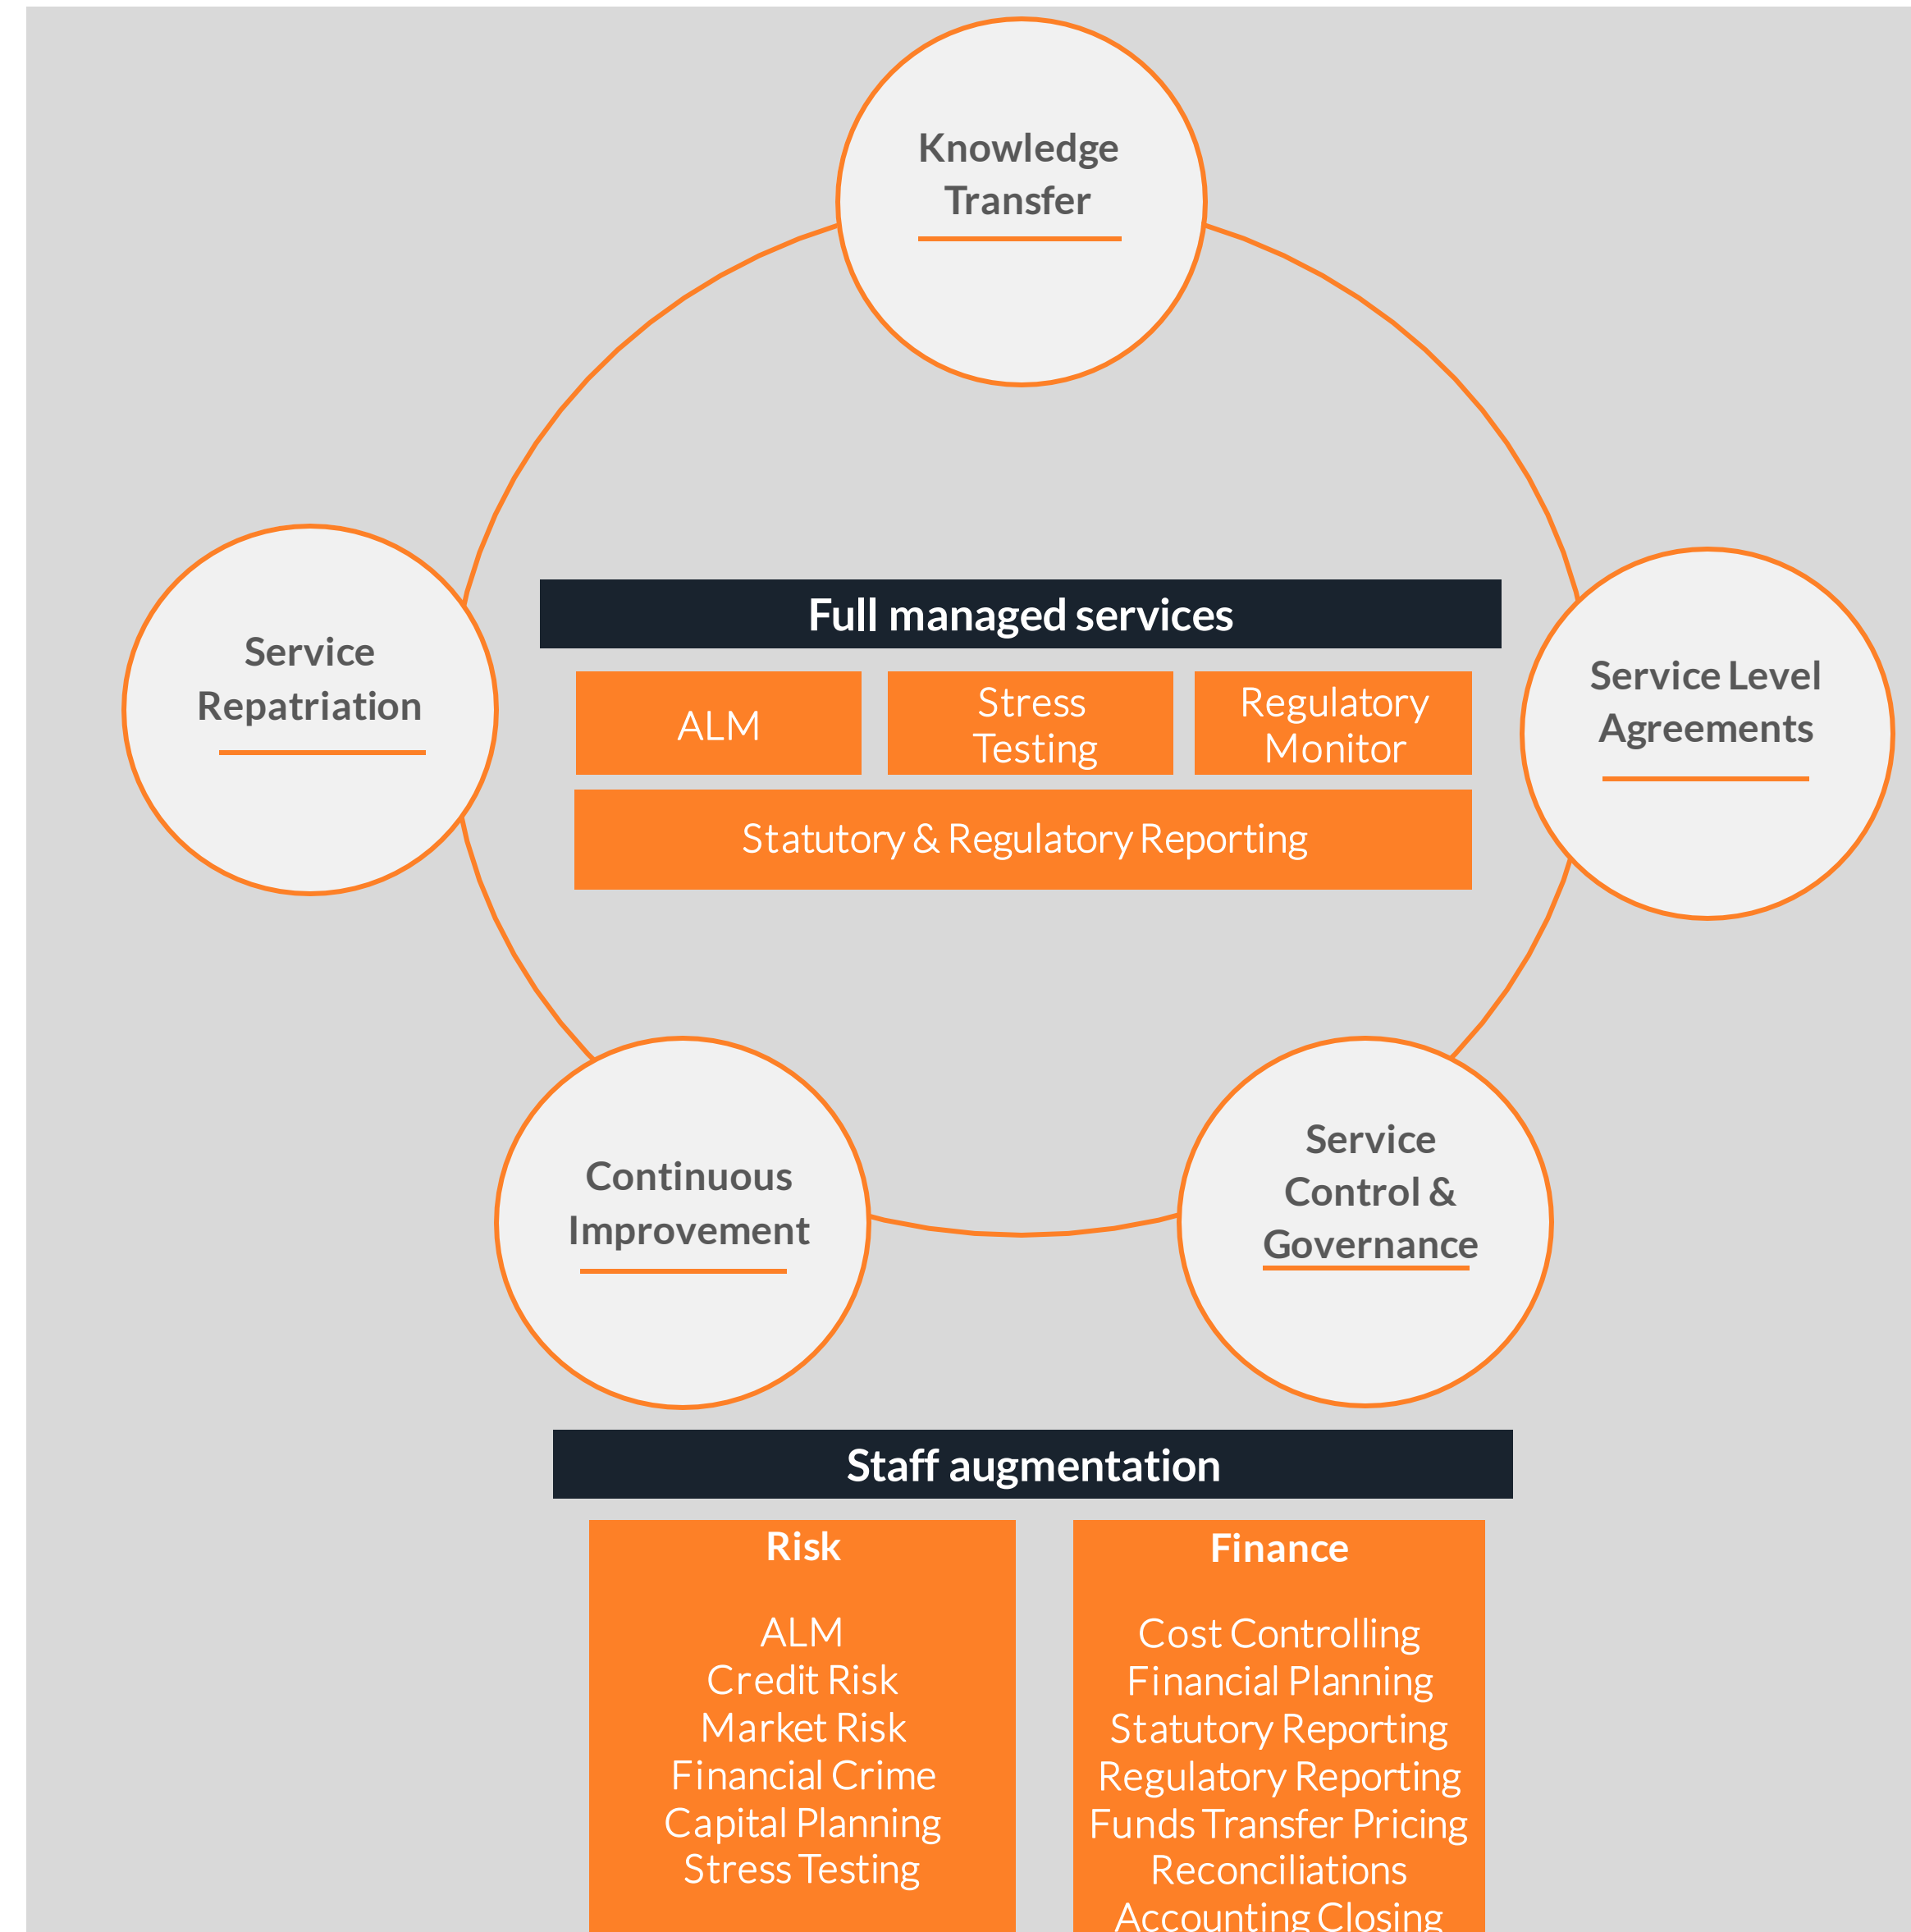 Knowledge
Transfer
Service
Repatriation
Full managed services
ALM
Stress
Testing
Regulatory
Monitor
Statutory & Regulatory Reporting
Service Level
Agreements
Continuous
Improvement
Service
Control &
Governance
Staff augmentation
Risk
ALM
Credit Risk
Market Risk
Financial Crime
Capital Planning
Stress Testing
Finance
Cost Controlling
Financial Planning
Statutory Reporting
Regulatory Reporting
Funds Transfer Pricing
Reconciliations
Accounting Closing